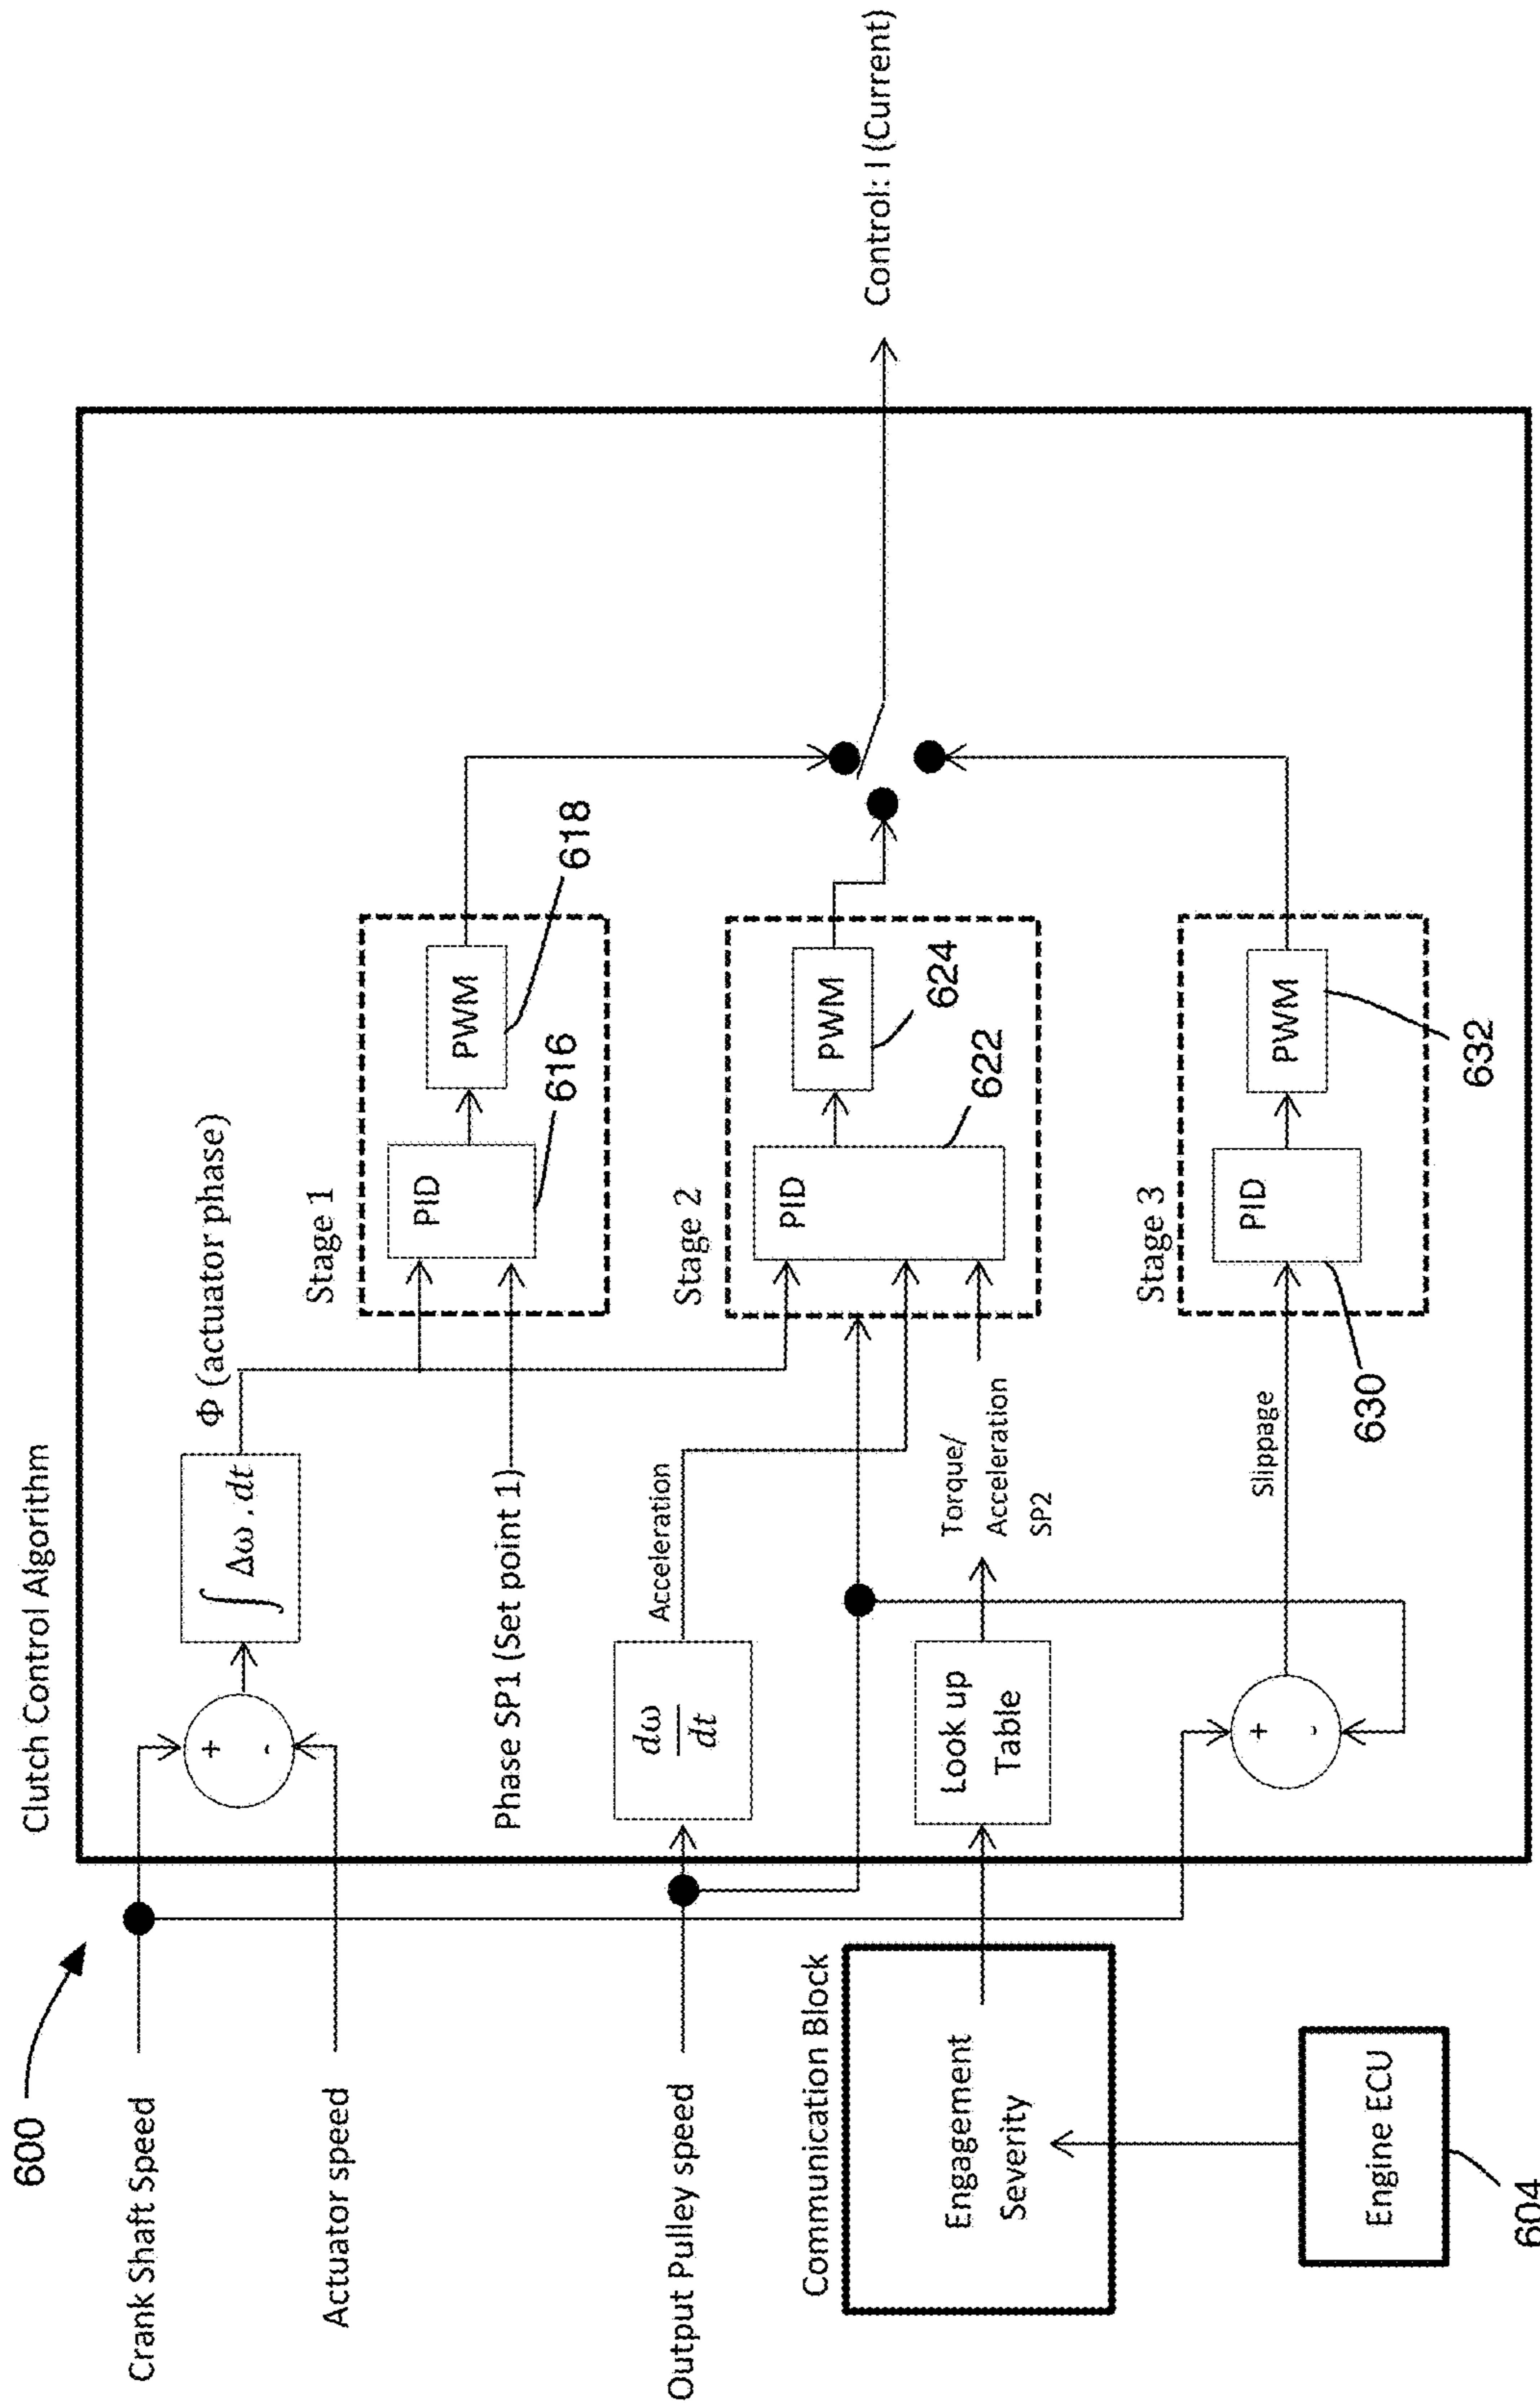 600
Clutch Control Algorithm
Crank Shaft Speed
+
-
∫ Δω . dt
Φ (actuator phase)
Actuator speed
Stage 1
PID
PWM
618
616
Phase SP1 (Set point 1)
Output Pulley speed
dω
dt
Acceleration
Stage 2
PID
PWM
624
622
Control: I (Current)
Communication Block
Engagement
Severity
Look up
Table
Torque/
Acceleration
SP2
Stage 3
PID
PWM
632
630
+
-
Slippage
Engine ECU
604